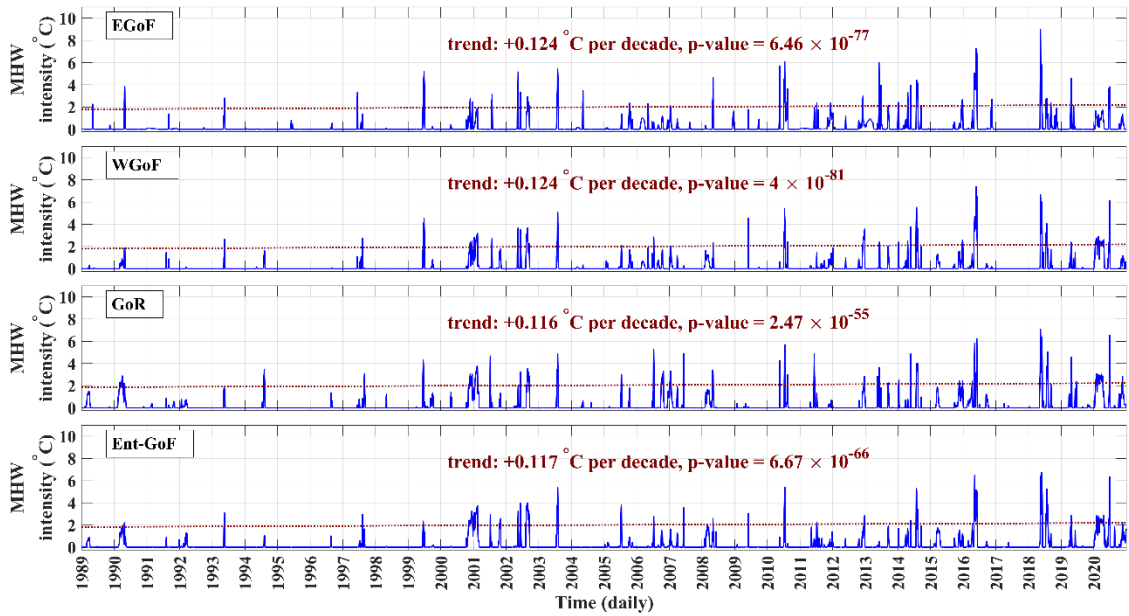 EGoF
trend: +0.124 °C per decade, p-value = 6.46 × 10⁻⁷⁷
MHW
intensity (°C)
10
8
6
4
2
0
WGoF
trend: +0.124 °C per decade, p-value = 4 × 10⁻⁸¹
MHW
intensity (°C)
10
8
6
4
2
0
GoR
trend: +0.116 °C per decade, p-value = 2.47 × 10⁻⁵⁵
MHW
intensity (°C)
10
8
6
4
2
0
Ent-GoF
trend: +0.117 °C per decade, p-value = 6.67 × 10⁻⁶⁶
MHW
intensity (°C)
10
8
6
4
2
0
1989 1990 1991 1992 1993 1994 1995 1996 1997 1998 1999 2000 2001 2002 2003 2004 2005 2006 2007 2008 2009 2010 2011 2012 2013 2014 2015 2016 2017 2018 2019 2020
Time (daily)